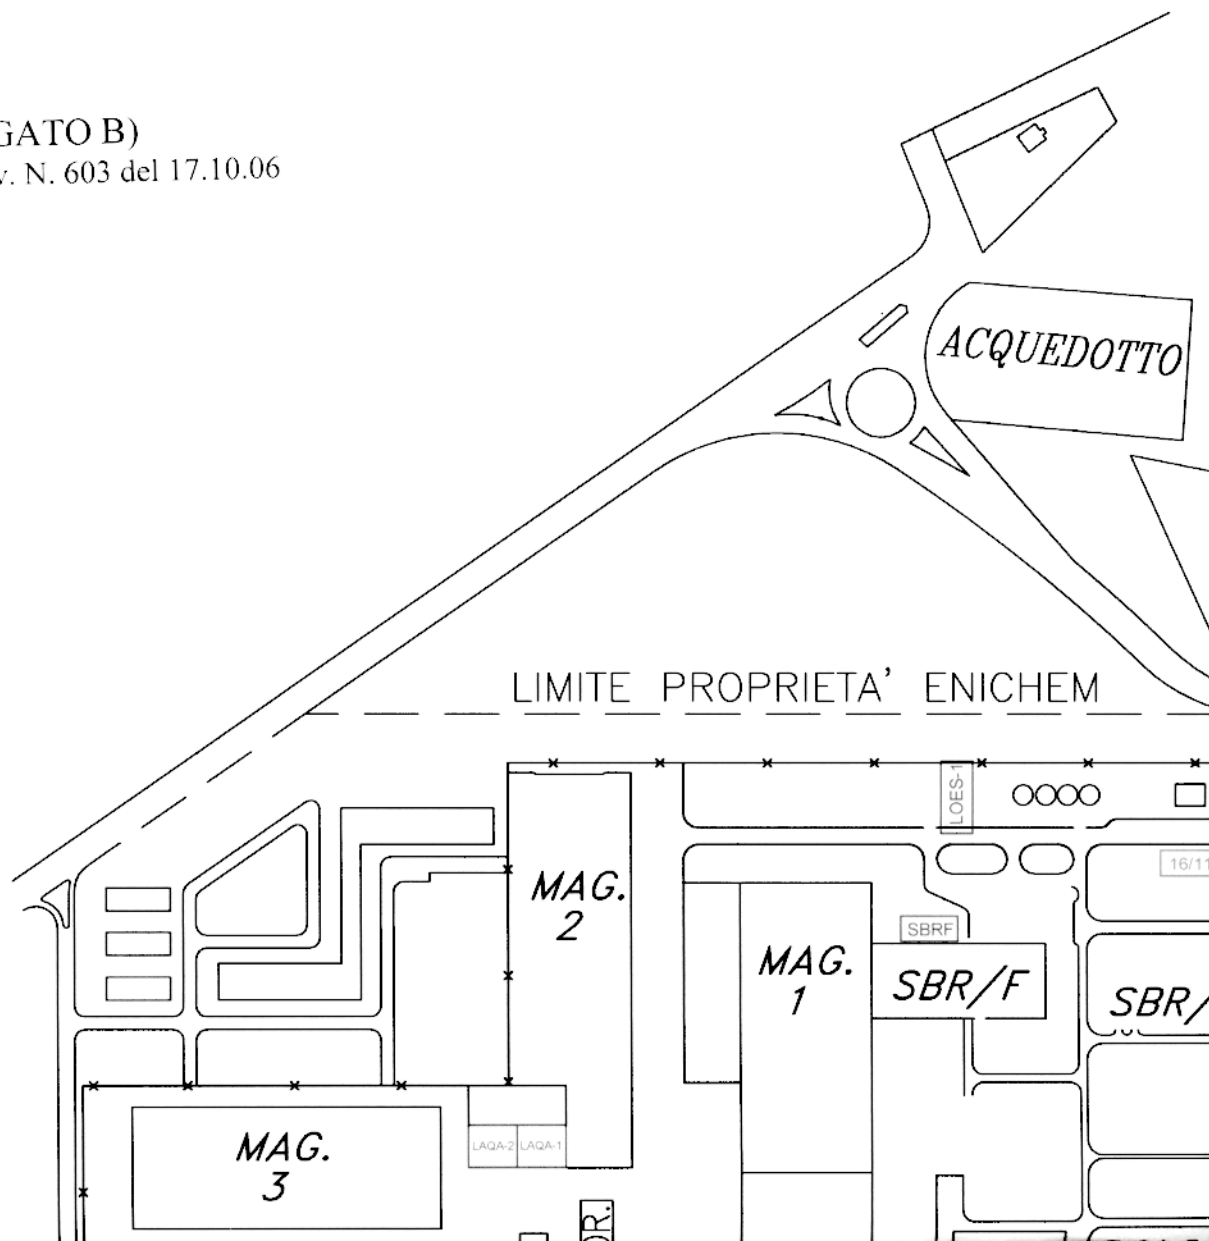 GATO B)
v. N. 603 del 17.10.06
ACQUEDOTTO
LIMITE PROPRIETA' ENICHEM
LOES-1
MAG.
2
16/11
SBRF
MAG.
1
SBR/F
SBR/
MAG.
3
LAQA-2
LAQA-1
OR.